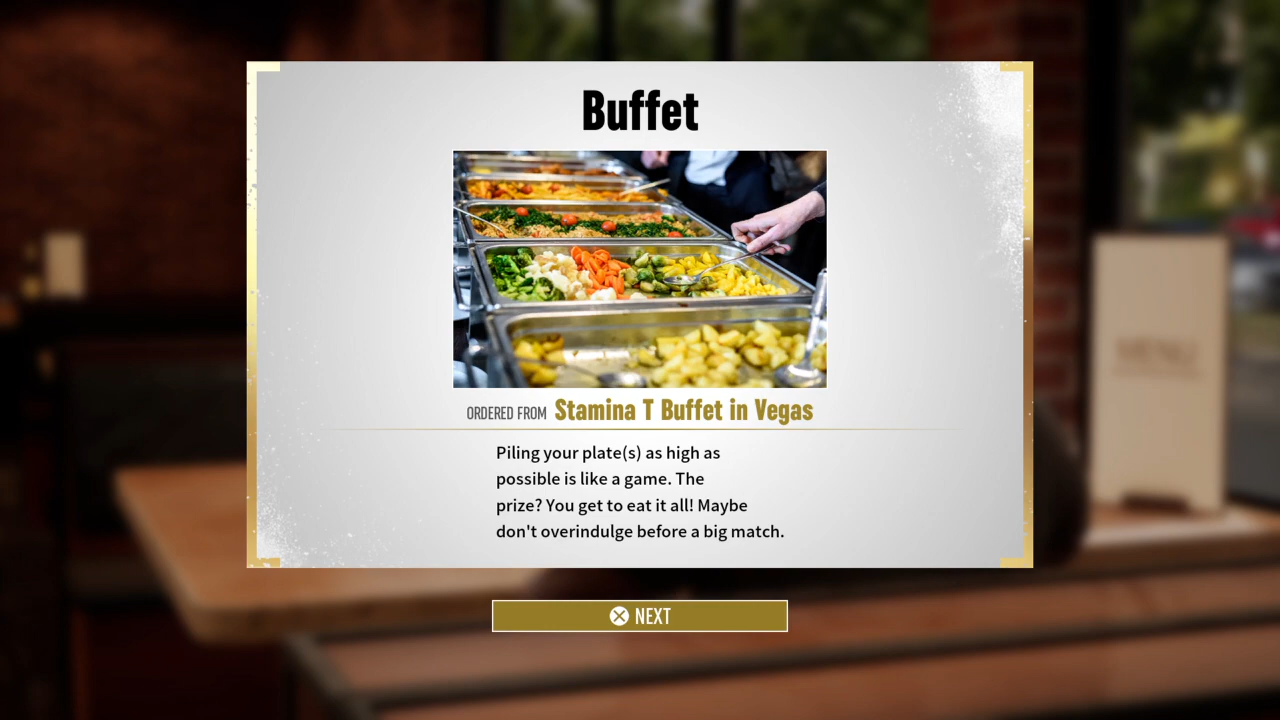 Buffet
ORDERED FROM Stamina T Buffet in Vegas
Piling your plate(s) as high as
possible is like a game. The
prize? You get to eat it all! Maybe
don't overindulge before a big match.
NEXT